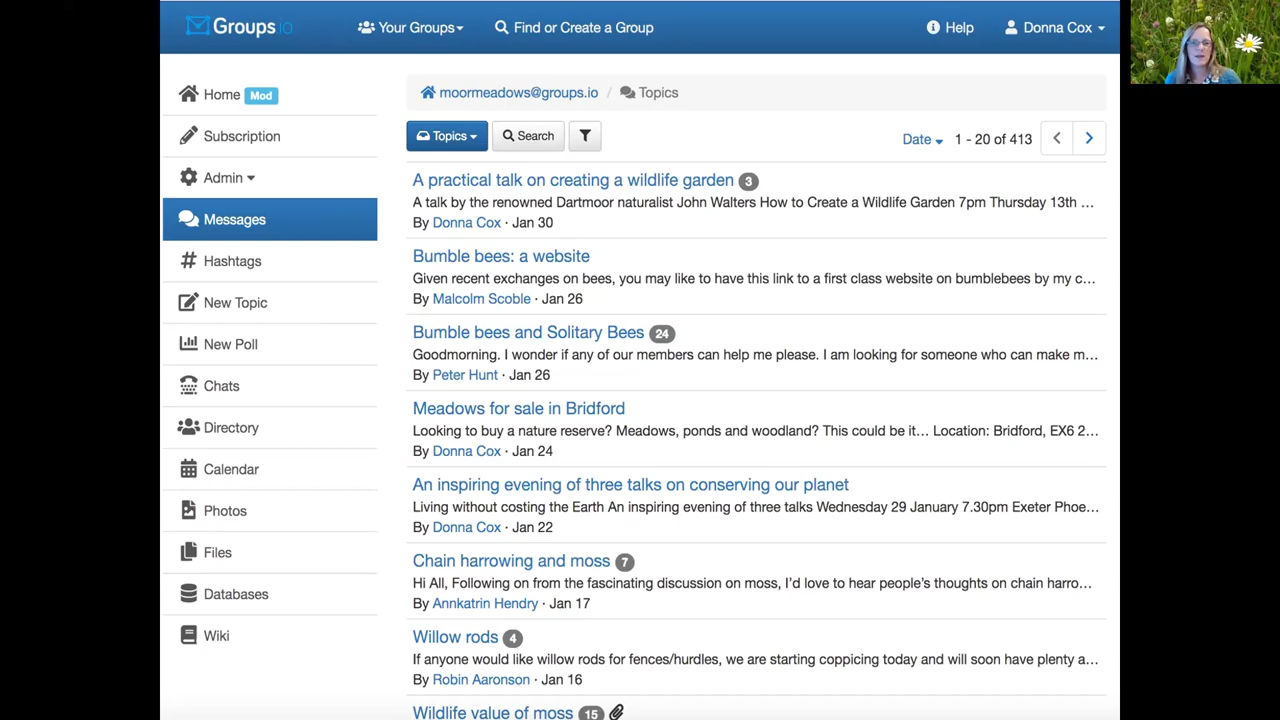 Groups.io
Your Groups
Find or Create a Group
Help
Donna Cox
Home Mod
Subscription
Admin
Messages
Hashtags
New Topic
New Poll
Chats
Directory
Calendar
Photos
Files
Databases
Wiki
moormeadows@groups.io / Topics
Topics
Search
Date
1 - 20 of 413
A practical talk on creating a wildlife garden 3
A talk by the renowned Dartmoor naturalist John Walters How to Create a Wildlife Garden 7pm Thursday 13th ...
By Donna Cox · Jan 30
Bumble bees: a website
Given recent exchanges on bees, you may like to have this link to a first class website on bumblebees by my c...
By Malcolm Scoble · Jan 26
Bumble bees and Solitary Bees 24
Goodmorning. I wonder if any of our members can help me please. I am looking for someone who can make m...
By Peter Hunt · Jan 26
Meadows for sale in Bridford
Looking to buy a nature reserve? Meadows, ponds and woodland? This could be it… Location: Bridford, EX6 2...
By Donna Cox · Jan 24
An inspiring evening of three talks on conserving our planet
Living without costing the Earth An inspiring evening of three talks Wednesday 29 January 7.30pm Exeter Phoe...
By Donna Cox · Jan 22
Chain harrowing and moss 7
Hi All, Following on from the fascinating discussion on moss, I’d love to hear people’s thoughts on chain harro...
By Annkatrin Hendry · Jan 17
Willow rods 4
If anyone would like willow rods for fences/hurdles, we are starting coppicing today and will soon have plenty a...
By Robin Aaronson · Jan 16
Wildlife value of moss 15